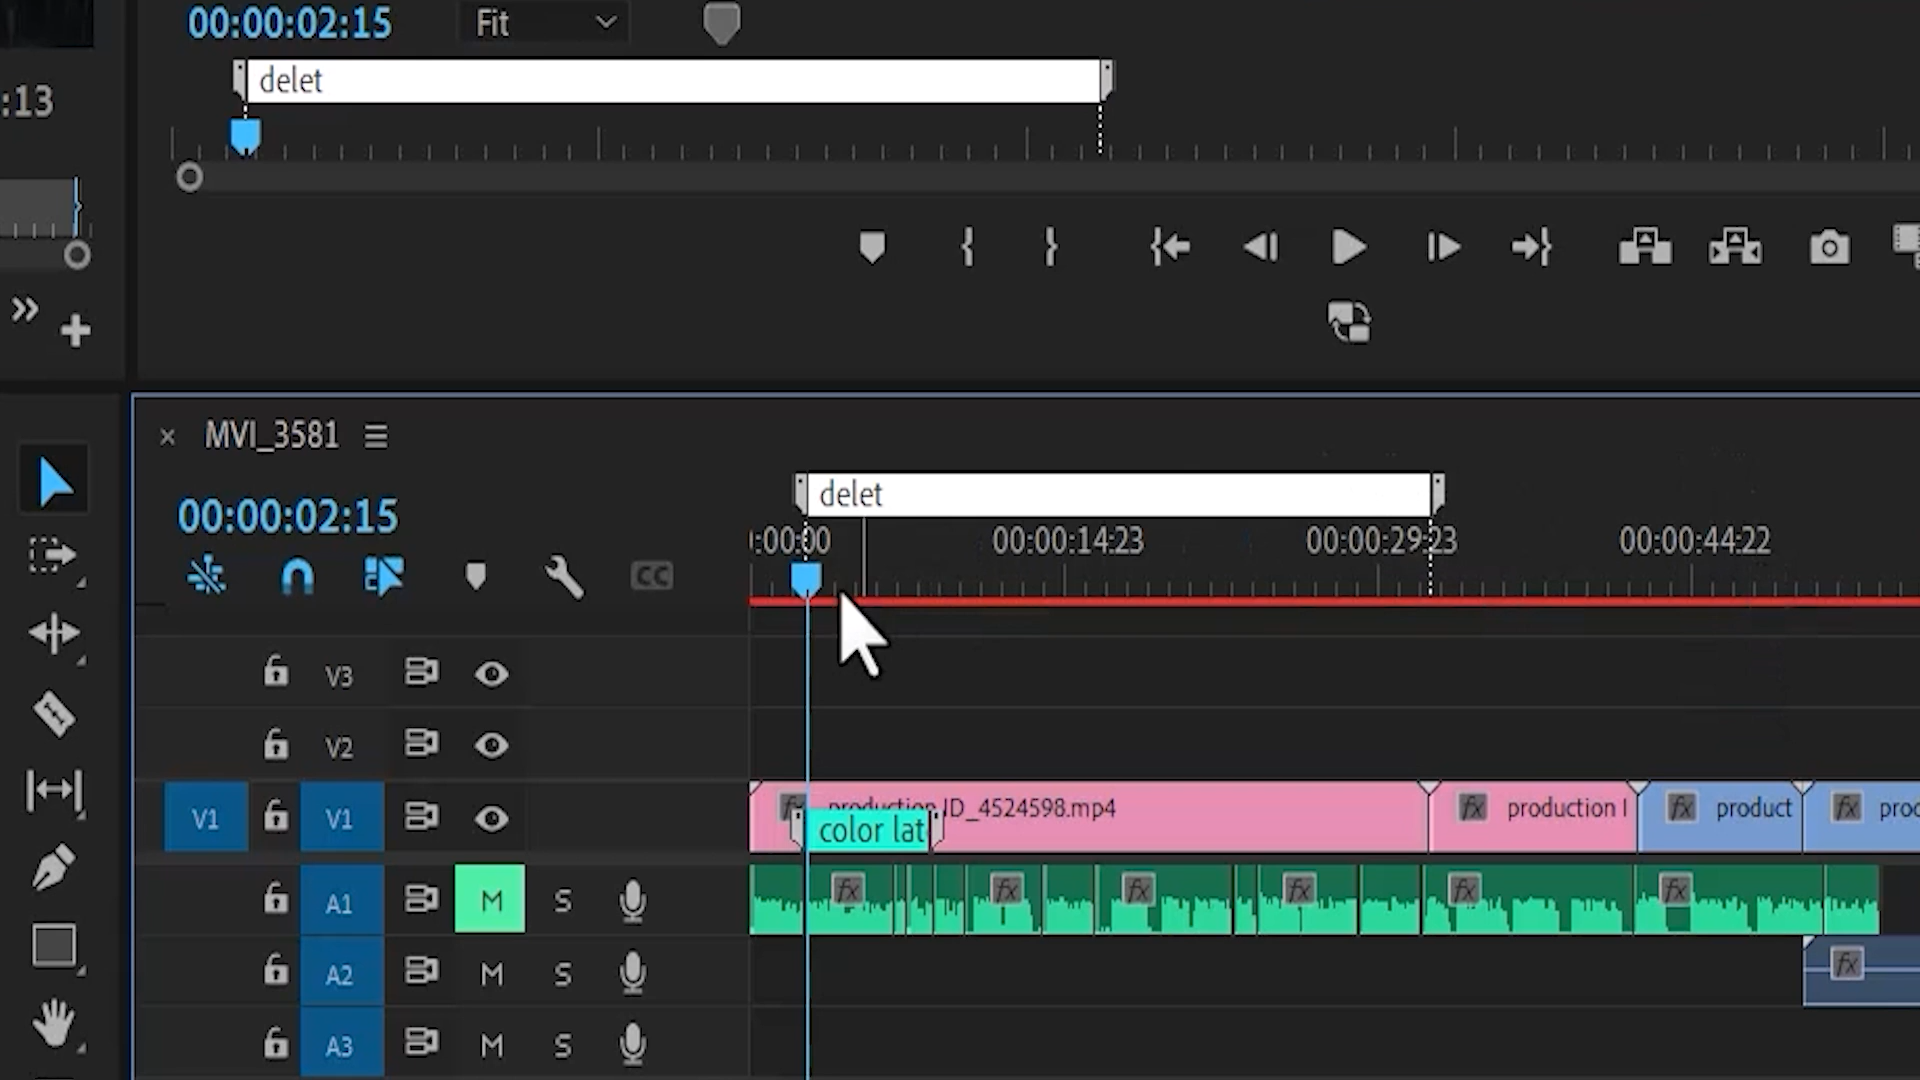 00:00:02:15
Fit
delet
:13
MVI_3581
00:00:02:15
delet
:00:00
00:00:14:23
00:00:29:23
00:00:44:22
CC
V3
V2
V1
V1
fx
production ID_4524598.mp4
fx
production I
fx
product
fx
proc
color lat
A1
M
S
fx
fx
fx
fx
fx
fx
A2
M
S
fx
A3
M
S